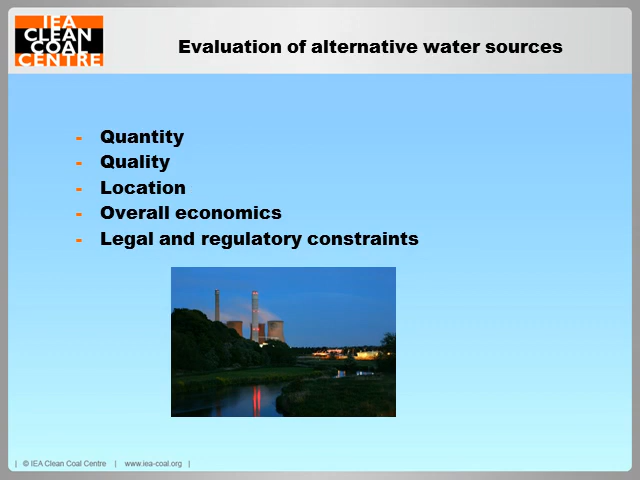 IEA
CLEAN
COAL
CENTRE
Evaluation of alternative water sources
- Quantity
- Quality
- Location
- Overall economics
- Legal and regulatory constraints
| © IEA Clean Coal Centre | www.iea-coal.org |